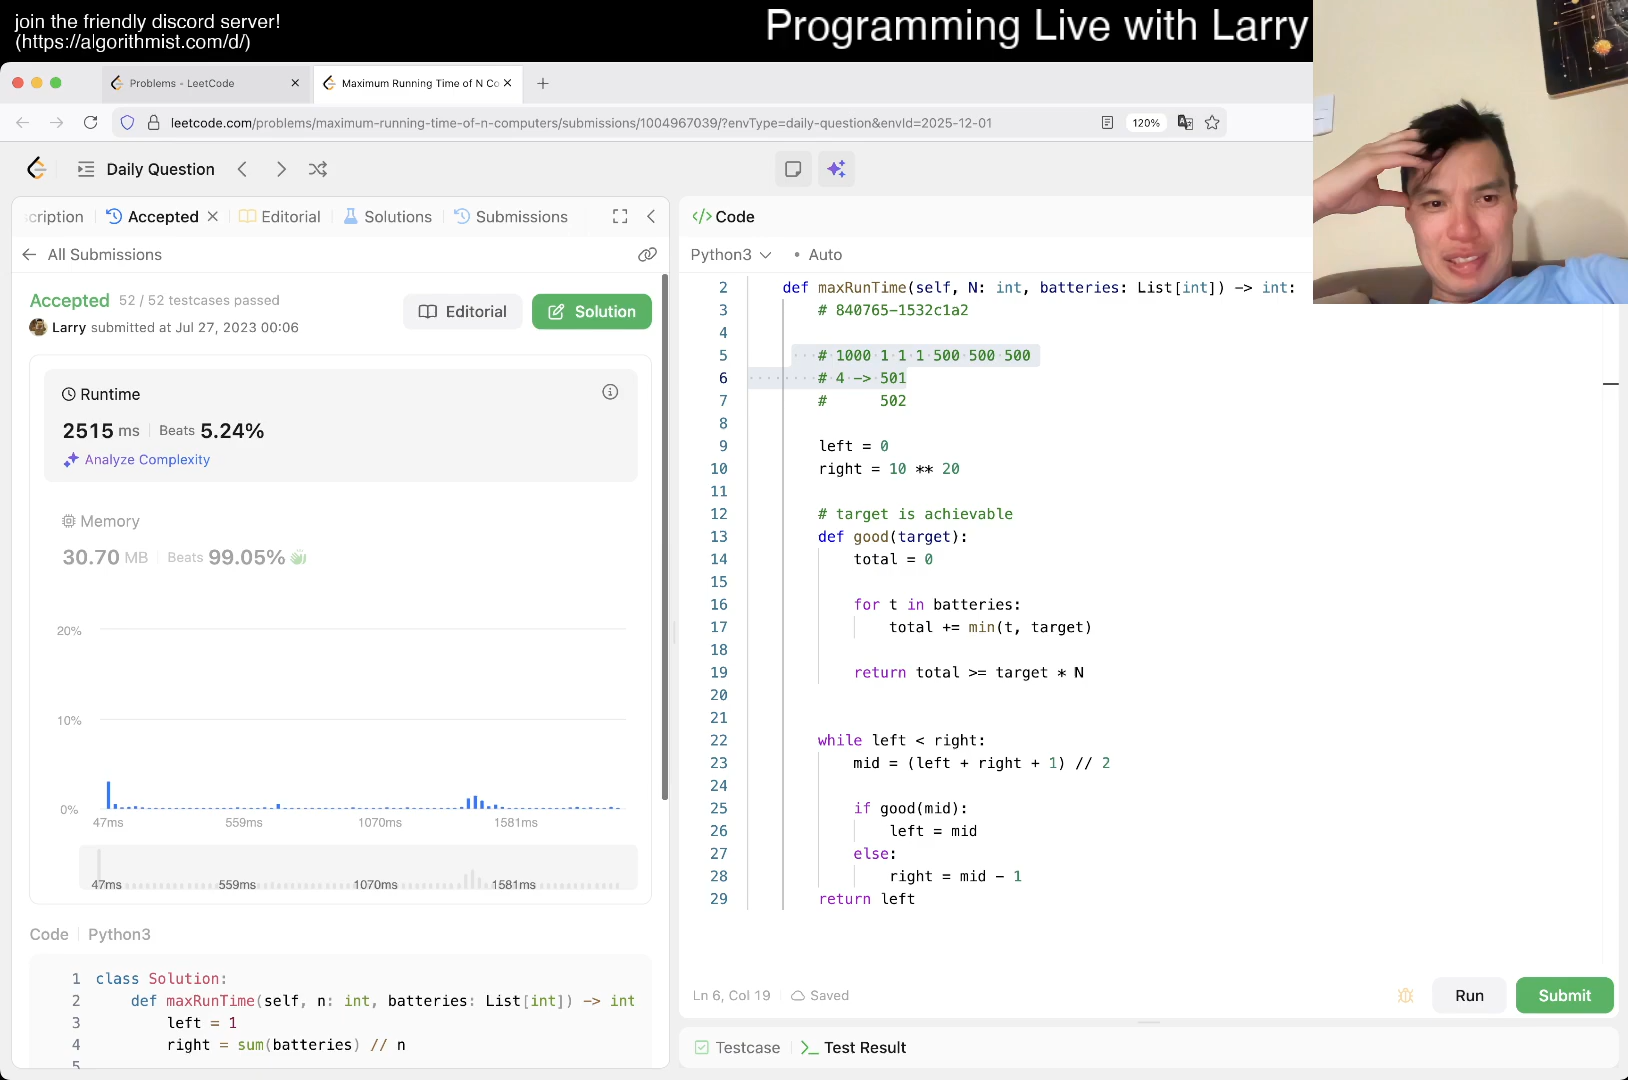 join the friendly discord server!
(https://algorithmist.com/d/)
Programming Live with Larry
Problems - LeetCode
Maximum Running Time of N Co
leetcode.com/problems/maximum-running-time-of-n-computers/submissions/1004967039/?envType=daily-question&envId=2025-12-01
120%
Daily Question
cription
Accepted
Editorial
Solutions
Submissions
All Submissions
Accepted 52 / 52 testcases passed
Larry submitted at Jul 27, 2023 00:06
Editorial
Solution
Runtime
2515 ms Beats 5.24%
Analyze Complexity
Memory
30.70 MB Beats 99.05%
20%
10%
0%
47ms 559ms 1070ms 1581ms
47ms 559ms 1070ms 1581ms
Code Python3
1 class Solution:
2 def maxRunTime(self, n: int, batteries: List[int]) -> int
3 left = 1
4 right = sum(batteries) // n
5
</> Code
Python3 • Auto
2 def maxRunTime(self, N: int, batteries: List[int]) -> int:
3 # 840765-1532c1a2
4
5 # 1000 1 1 1 500 500 500
6 # 4 -> 501
7 # 502
8
9 left = 0
10 right = 10 ** 20
11
12 # target is achievable
13 def good(target):
14 total = 0
15
16 for t in batteries:
17 total += min(t, target)
18
19 return total >= target * N
20
21
22 while left < right:
23 mid = (left + right + 1) // 2
24
25 if good(mid):
26 left = mid
27 else:
28 right = mid - 1
29 return left
Ln 6, Col 19 Saved
Run
Submit
Testcase
Test Result